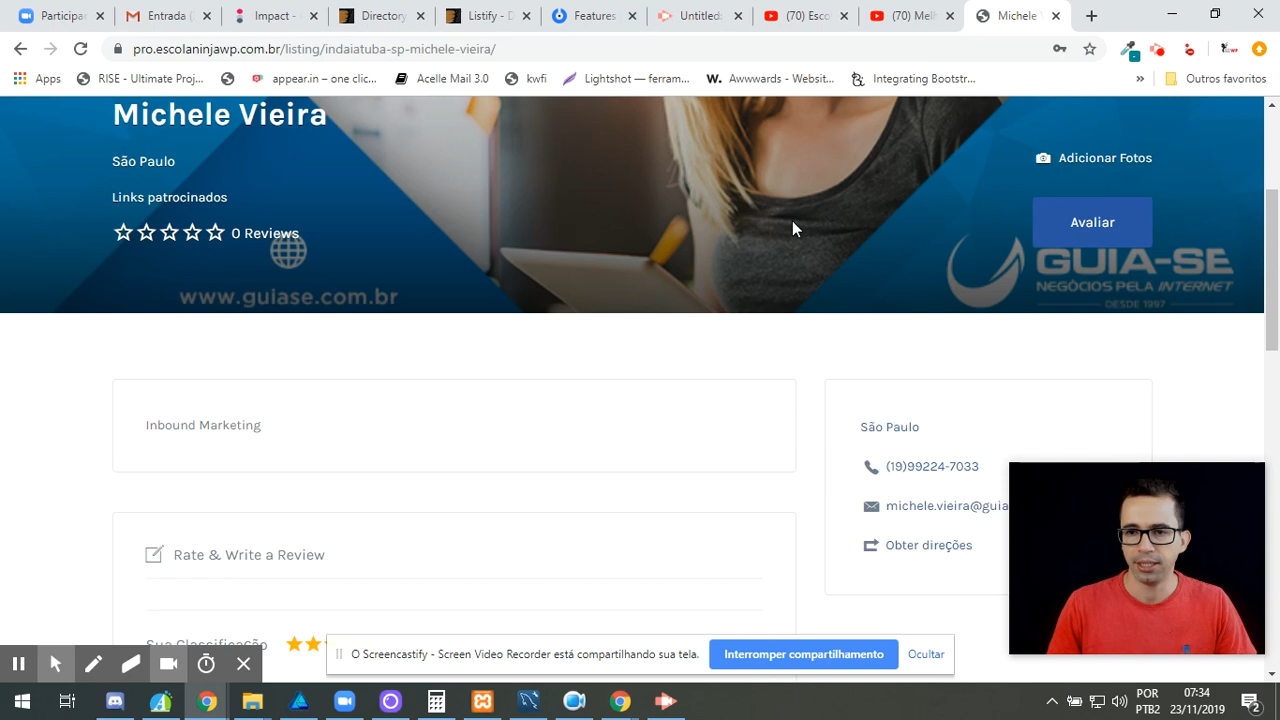 Participar
Entrada
Impact -
Directory
Listify - D
Features
Untitled:
(70) Esco
(70) Melh
Michele V
pro.escolaninjawp.com.br/listing/indaiatuba-sp-michele-vieira/
Apps
RISE - Ultimate Proj...
appear.in – one clic...
Acelle Mail 3.0
kwfi
Lightshot — ferram...
W. Awwwards - Websit...
Integrating Bootstr...
»
Outros favoritos
Michele Vieira
São Paulo
Adicionar Fotos
Links patrocinados
Avaliar
0 Reviews
GUIA-SE
NEGÓCIOS PELA INTERNET
DESDE 1997
www.guiase.com.br
Inbound Marketing
São Paulo
(19)99224-7033
michele.vieira@guia
Obter direções
Rate & Write a Review
Sua Classificação
O Screencastify - Screen Video Recorder está compartilhando sua tela.
Interromper compartilhamento
Ocultar
POR
PTB2
07:34
23/11/2019
2